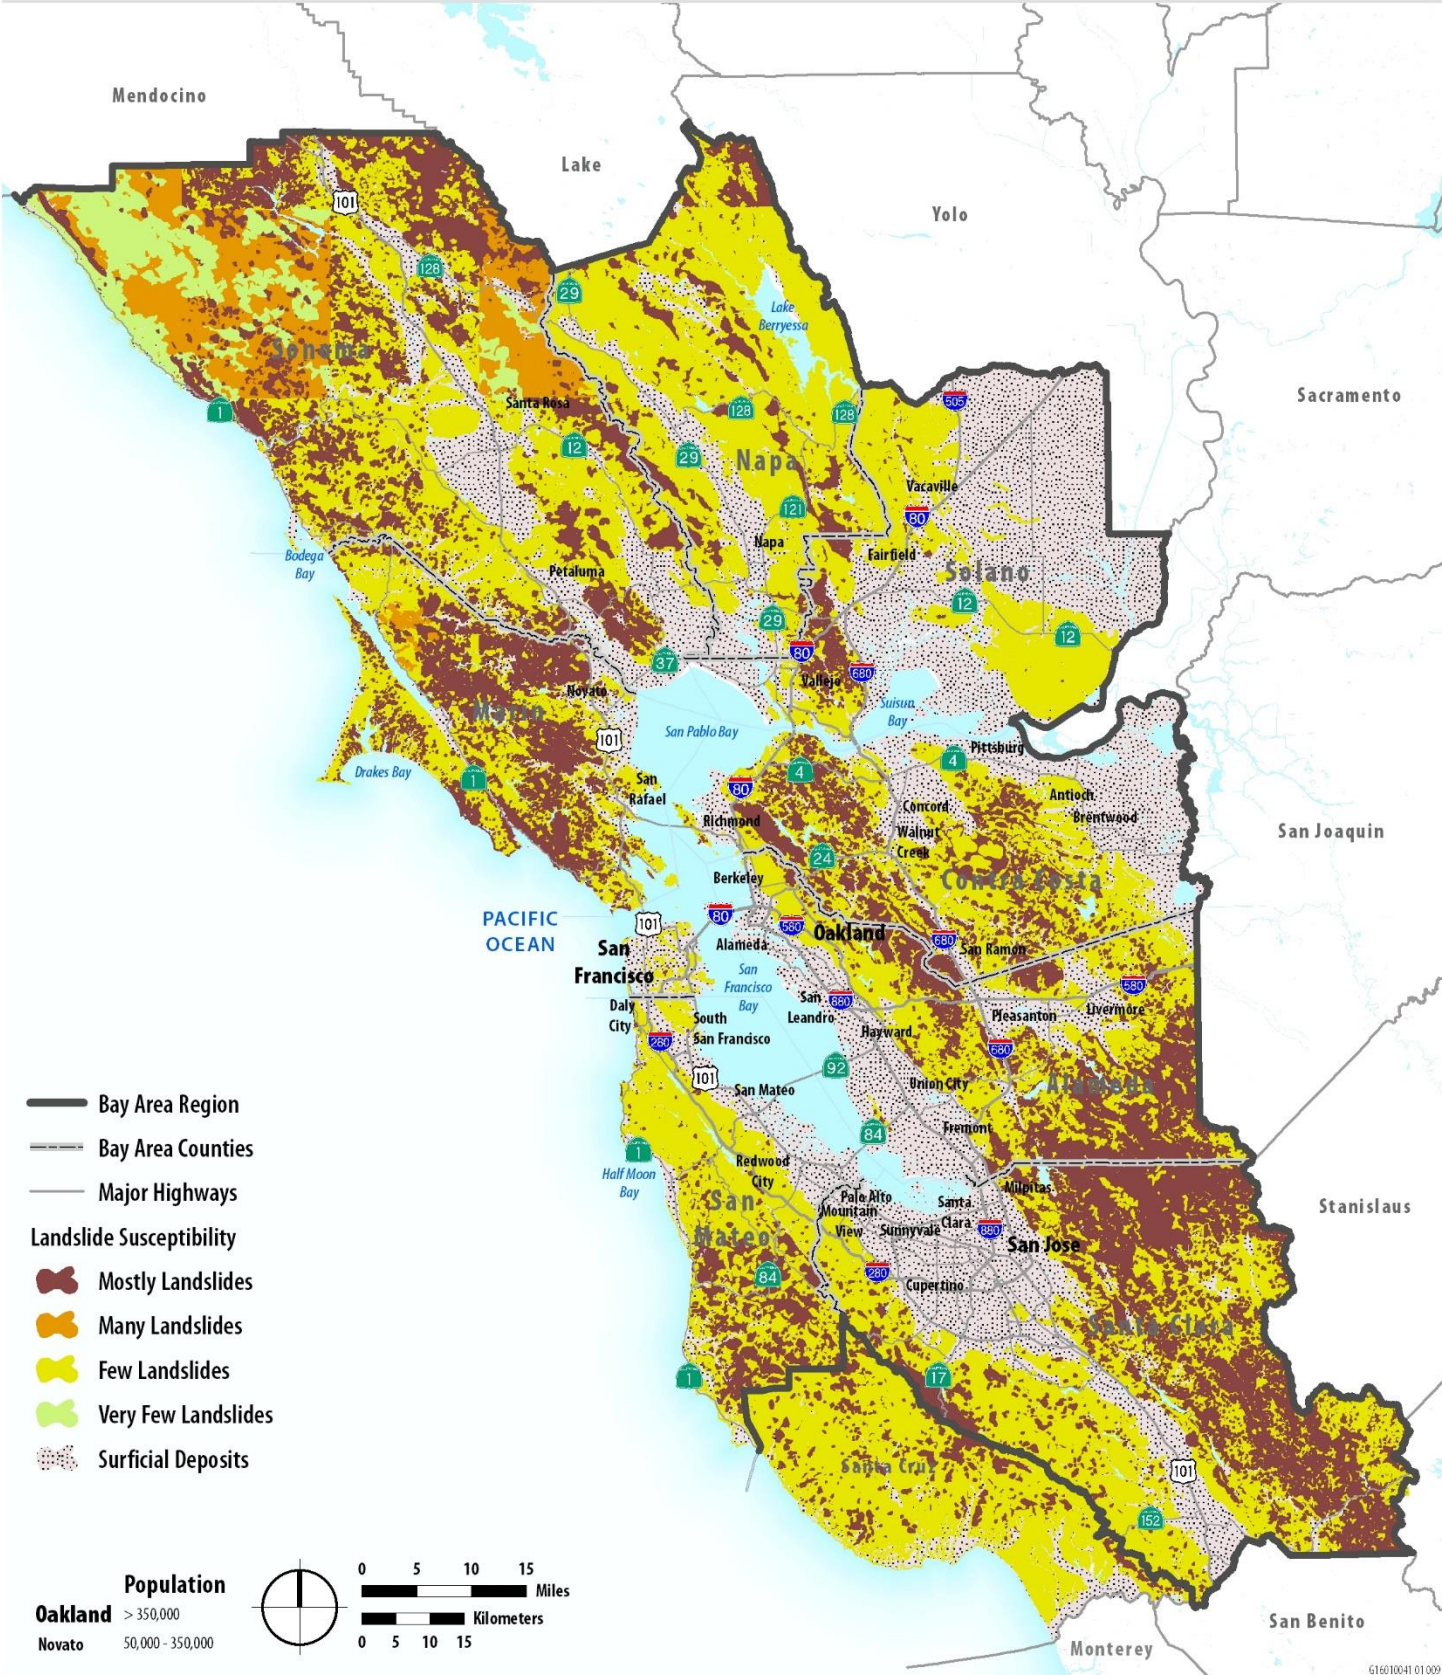 Mendocino
Lake
Yolo
101
128
29
Lake
Berryessa
Sonoma
Sacramento
505
1
Santa Rosa
128
128
12
29
Napa
Vacaville
121
80
Napa
Fairfield
Bodega
Bay
Petaluma
Solano
12
29
12
37
80
Vallejo
680
Novato
Suisun
Bay
Marin
San Pablo Bay
101
Pittsburg
4
4
Drakes Bay
1
San
Rafael
80
Antioch
Concord
Brentwood
Richmond
Walnut
Creek
San Joaquin
24
Berkeley
Contra Costa
PACIFIC
OCEAN
101
80
580
Oakland
680
Alameda
San Ramon
San
Francisco
San
Francisco
Bay
580
San
Leandro
880
Daly
City
South
San Francisco
Pleasanton
Livermore
Hayward
280
680
92
101
San Mateo
Union City
Alameda
84
Fremont
1
Half Moon
Bay
Redwood
City
Milpitas
San
Mateo
Palo Alto
Mountain
View
Santa
Clara
Sunnyvale
880
San Jose
Stanislaus
84
280
Cupertino
Santa Clara
1
17
Santa Cruz
101
152
San Benito
Monterey
Bay Area Region
Bay Area Counties
Major Highways
Landslide Susceptibility
Mostly Landslides
Many Landslides
Few Landslides
Very Few Landslides
Surficial Deposits
Population
Oakland > 350,000
Novato 50,000 - 350,000
0 5 10 15
Miles
Kilometers
0 5 10 15
616010041 01 009